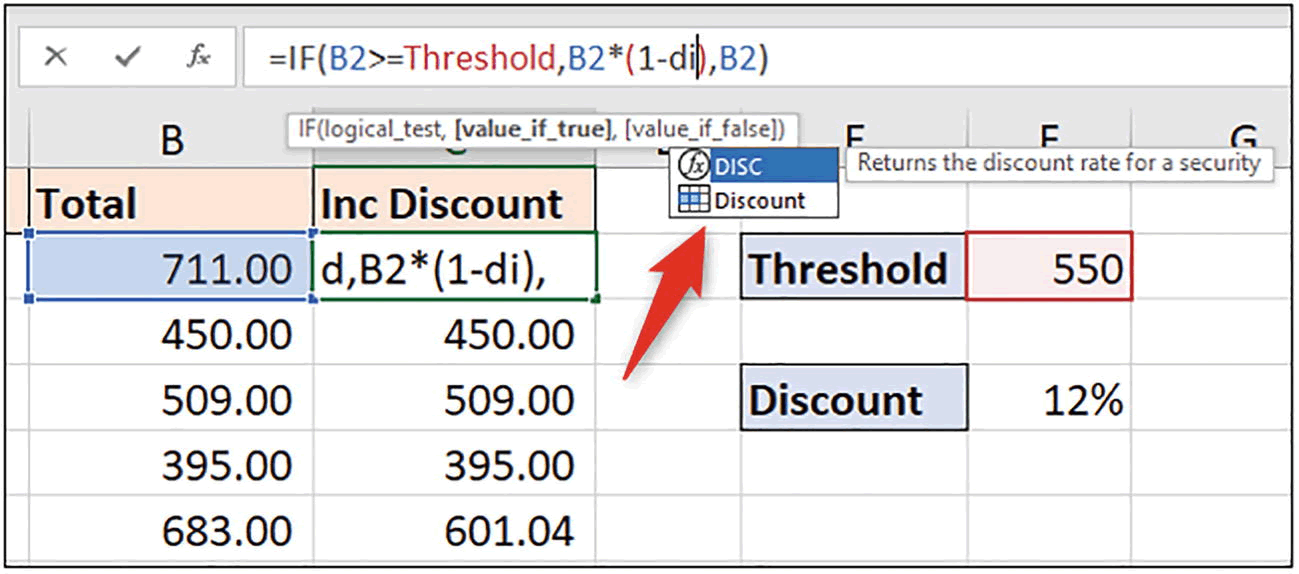 =IF(B2>=Threshold,B2*(1-di),B2)
IF(logical_test, [value_if_true], [value_if_false])
B
F
G
DISC
Returns the discount rate for a security
Discount
Total
Inc Discount
711.00
d,B2*(1-di),
Threshold
550
450.00
450.00
509.00
509.00
Discount
12%
395.00
395.00
683.00
601.04